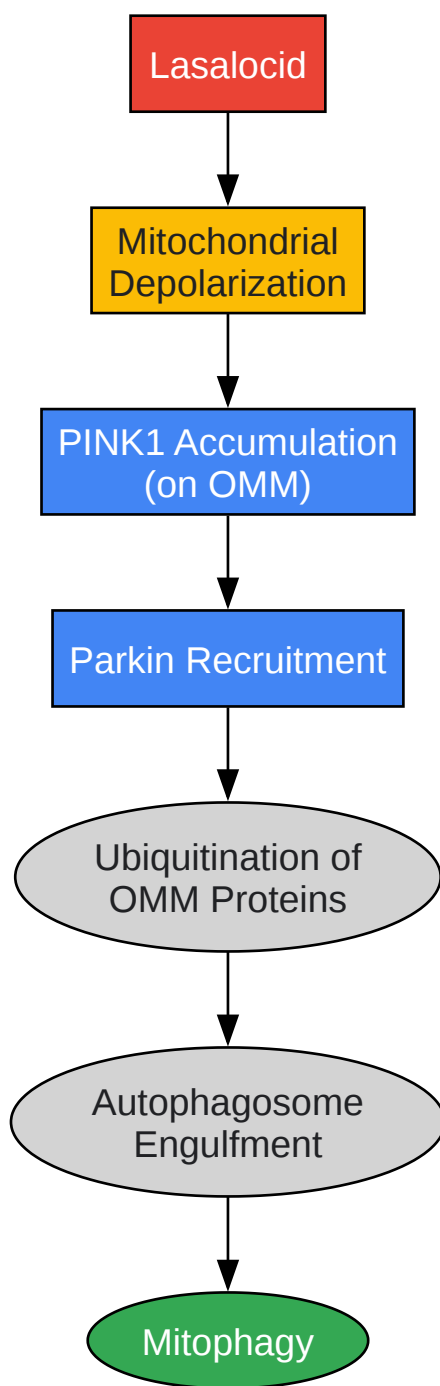 Lasalocid
Mitochondrial
Depolarization
PINK1 Accumulation
(on OMM)
Parkin Recruitment
Ubiquitination of
OMM Proteins
Autophagosome
Engulfment
Mitophagy